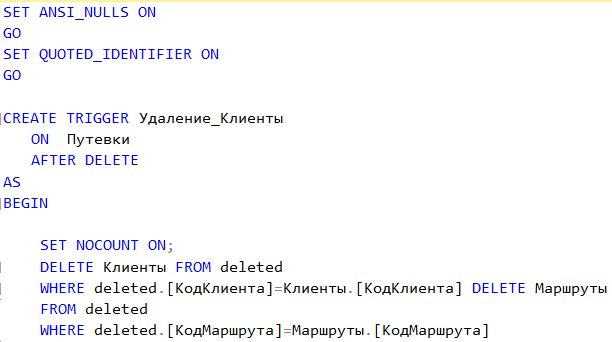 SET ANSI_NULLS ON
GO
SET QUOTED_IDENTIFIER ON
GO
CREATE TRIGGER Удаление_Клиенты
ON  Путевки
AFTER DELETE
AS
BEGIN
SET NOCOUNT ON;
DELETE Клиенты FROM deleted
WHERE deleted.[КодКлиента]=Клиенты.[КодКлиента] DELETE Маршруты
FROM deleted
WHERE deleted.[КодМаршрута]=Маршруты.[КодМаршрута]